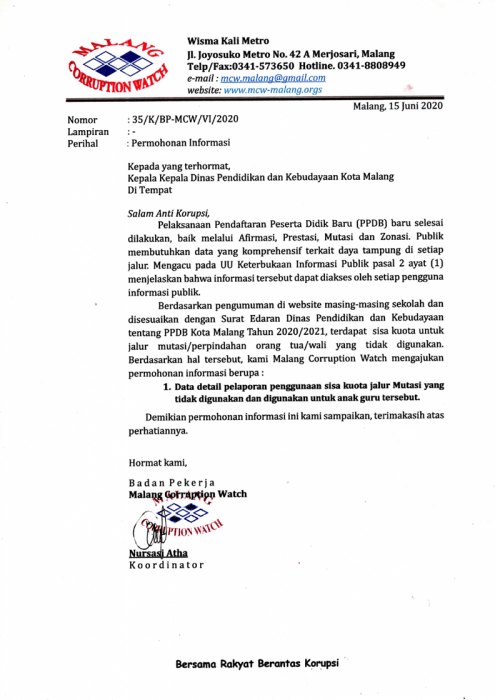 MALANG
CORRUPTION WATCH
Wisma Kali Metro
Jl. Joyosuko Metro No. 42 A Merjosari, Malang
Telp/Fax:0341-573650 Hotline. 0341-8808949
e-mail : mcw.malang@gmail.com
website: www.mcw-malang.orgs
Malang, 15 Juni 2020
Nomor : 35/K/BP-MCW/VI/2020
Lampiran : -
Perihal : Permohonan Informasi
Kepada yang terhormat,
Kepala Kepala Dinas Pendidikan dan Kebudayaan Kota Malang
Di Tempat
Salam Anti Korupsi,
Pelaksanaan Pendaftaran Peserta Didik Baru (PPDB) baru selesai
dilakukan, baik melalui Afirmasi, Prestasi, Mutasi dan Zonasi. Publik
membutuhkan data yang komprehensif terkait daya tampung di setiap
jalur. Mengacu pada UU Keterbukaan Informasi Publik pasal 2 ayat (1)
menjelaskan bahwa informasi tersebut dapat diakses oleh setiap pengguna
informasi publik.
Berdasarkan pengumuman di website masing-masing sekolah dan
disesuaikan dengan Surat Edaran Dinas Pendidikan dan Kebudayaan
tentang PPDB Kota Malang Tahun 2020/2021, terdapat sisa kuota untuk
jalur mutasi/perpindahan orang tua/wali yang tidak digunakan.
Berdasarkan hal tersebut, kami Malang Corruption Watch mengajukan
permohonan informasi berupa :
1. Data detail pelaporan penggunaan sisa kuota jalur Mutasi yang
tidak digunakan dan digunakan untuk anak guru tersebut.
Demikian permohonan informasi ini kami sampaikan, terimakasih atas
perhatiannya.
Hormat kami,
Badan Pekerja
Malang Corruption Watch
MALANG
CORRUPTION WATCH
Nursasi Atha
Koordinator
Bersama Rakyat Berantas Korupsi